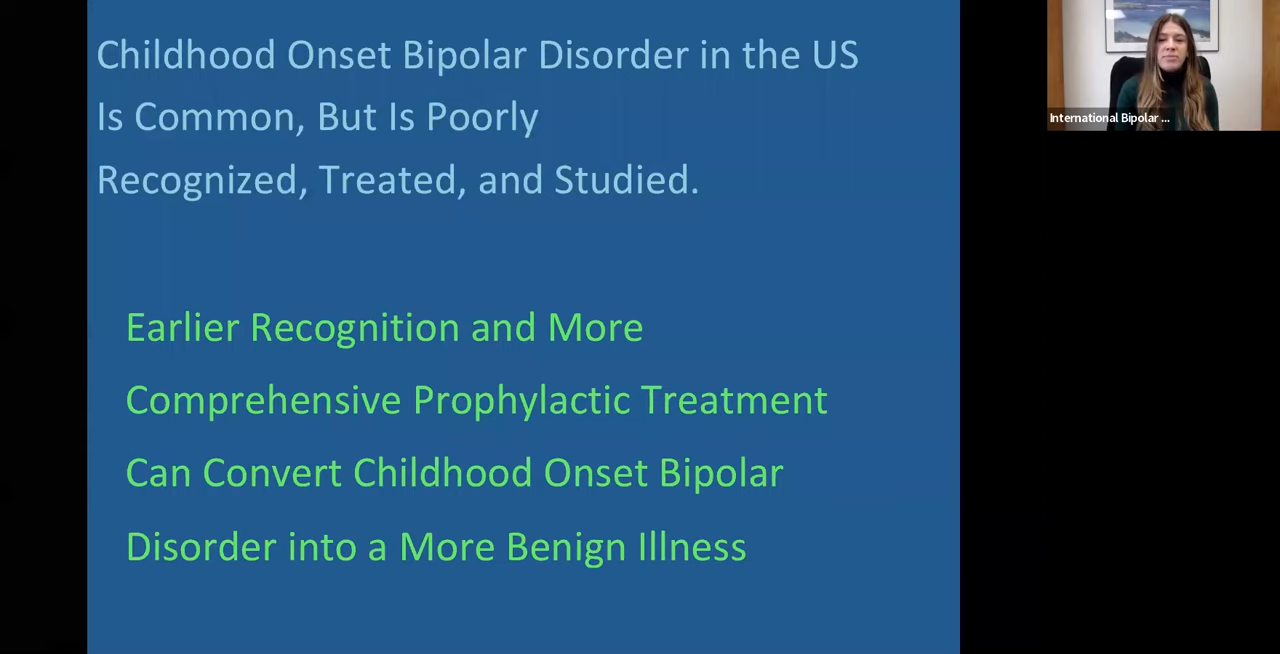 Childhood Onset Bipolar Disorder in the US
Is Common, But Is Poorly
Recognized, Treated, and Studied.
Earlier Recognition and More
Comprehensive Prophylactic Treatment
Can Convert Childhood Onset Bipolar
Disorder into a More Benign Illness
International Bipolar ...